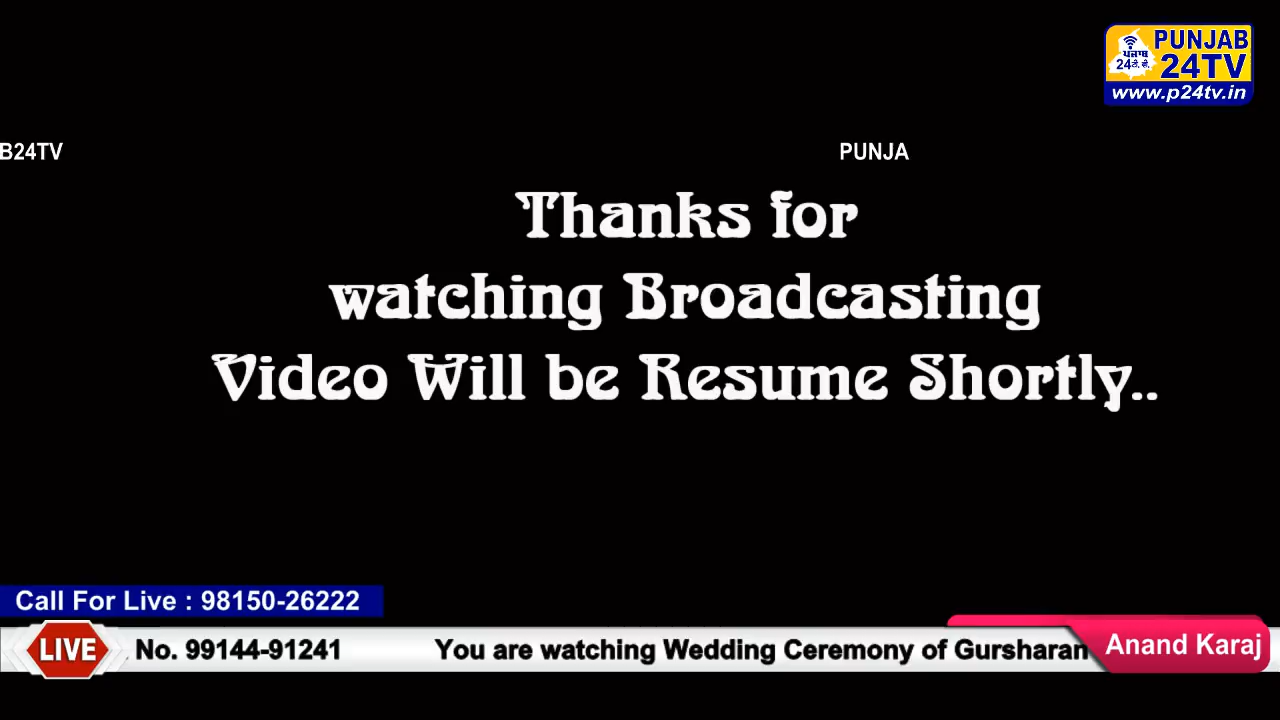 PUNJAB
ਪੰਜਾਬ
24ਟੀ.ਵੀ.
24TV
www.p24tv.in
B24TV
PUNJA
Thanks for
watching Broadcasting
Video Will be Resume Shortly..
Call For Live : 98150-26222
LIVE
No. 99144-91241
You are watching Wedding Ceremony of Gursharan
Anand Karaj